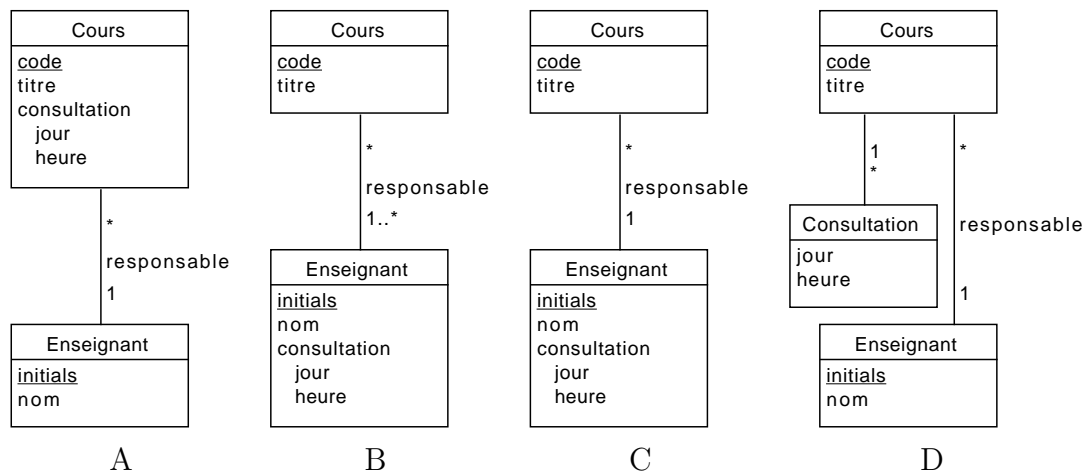 Cours
code
titre
consultation
jour
heure
*
responsable
1
Enseignant
initials
nom
A
Cours
code
titre
*
responsable
1..*
Enseignant
initials
nom
consultation
jour
heure
B
Cours
code
titre
*
responsable
1
Enseignant
initials
nom
consultation
jour
heure
C
Cours
code
titre
1
*
Consultation
jour
heure
*
responsable
1
Enseignant
initials
nom
D